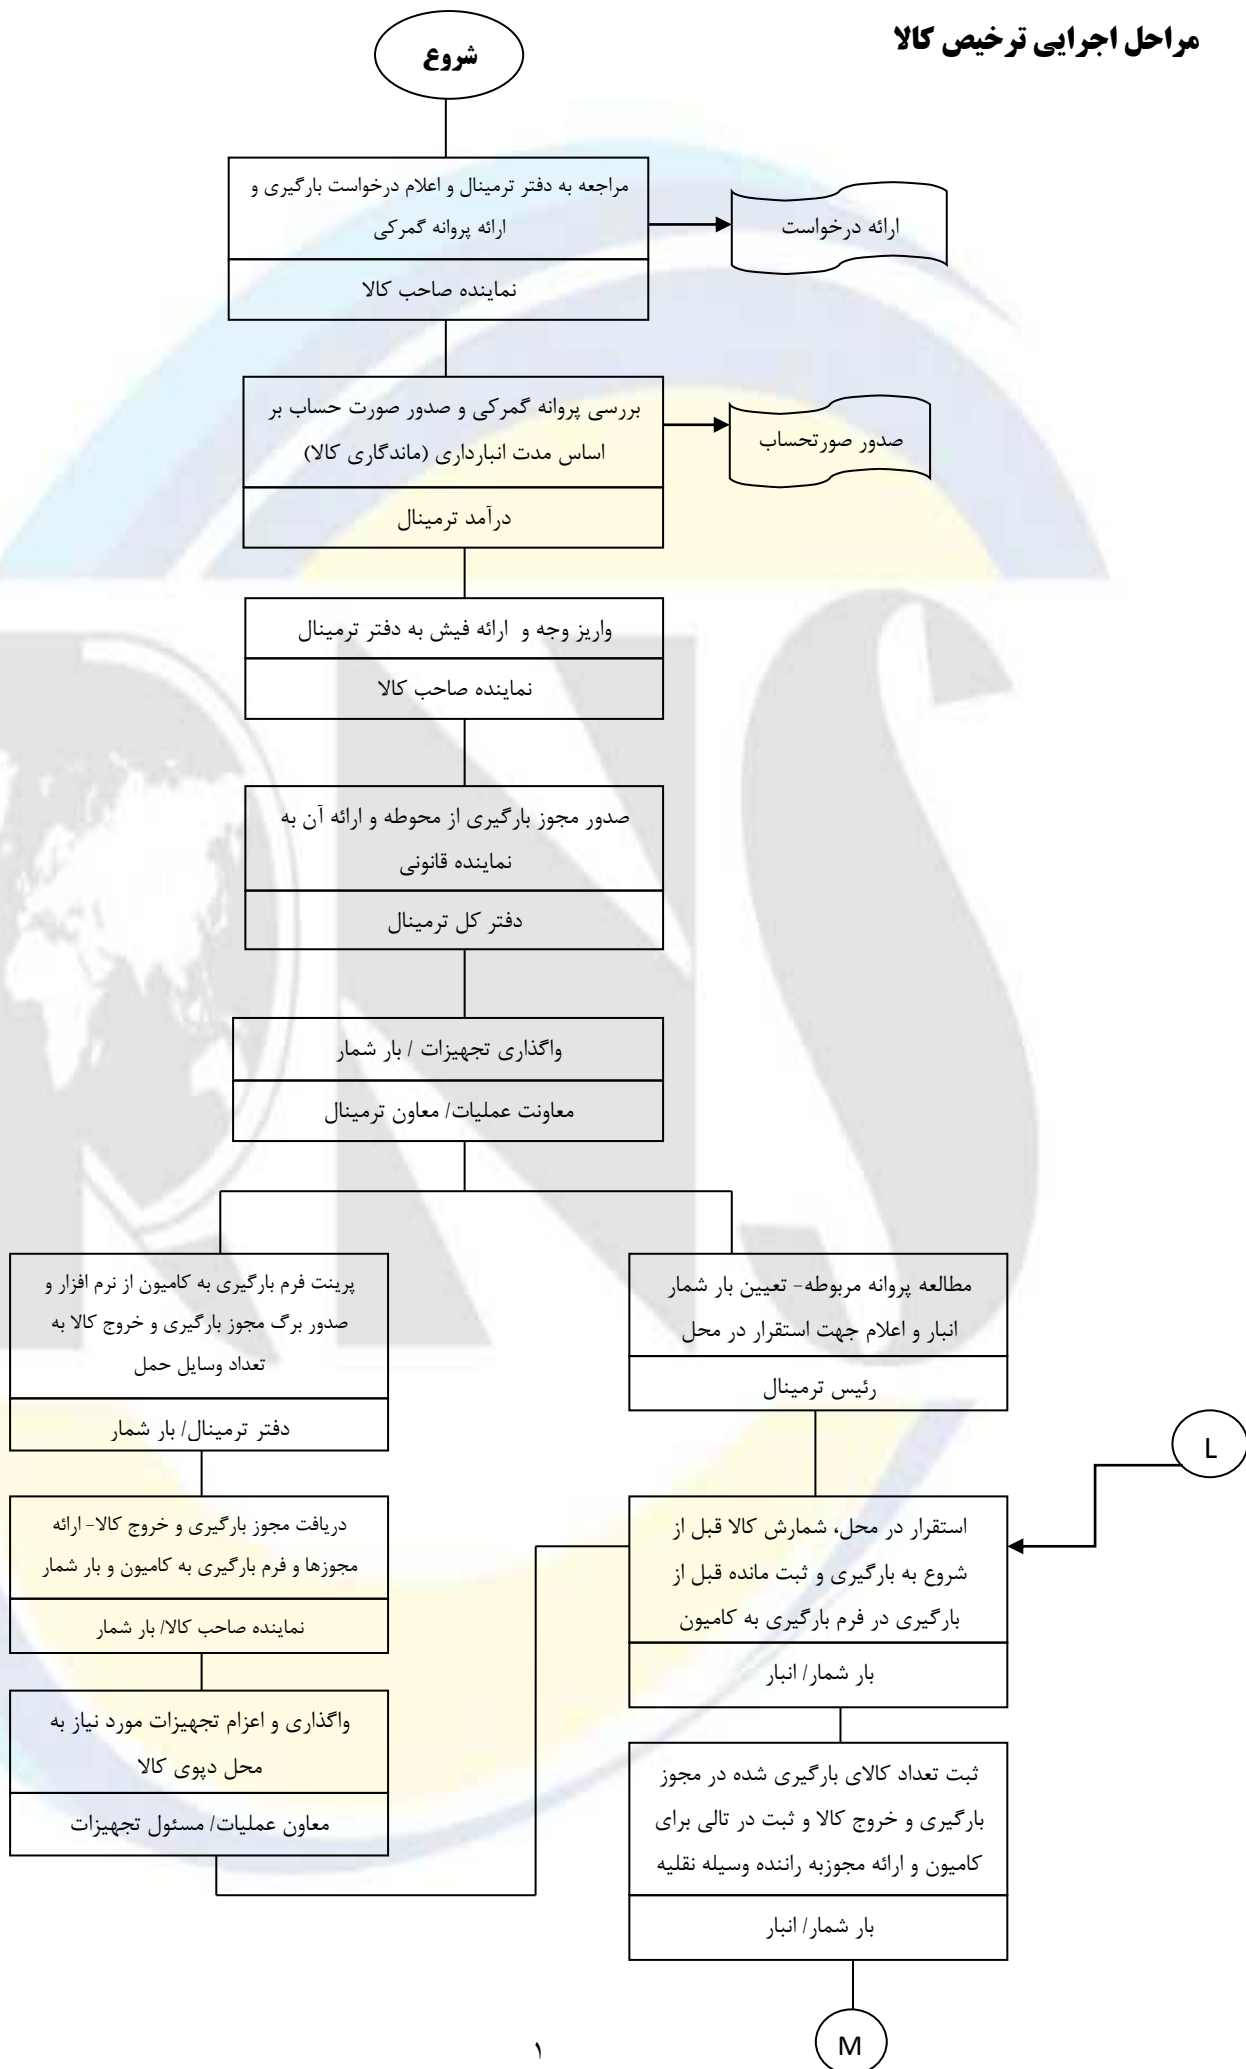 مراحل اجرایی ترخیص کالا
شروع
مراجعه به دفتر ترمینال و اعلام درخواست بارگیری و
ارائه پروانه گمرکی
نماینده صاحب کالا
ارائه درخواست
بررسی پروانه گمرکی و صدور صورت حساب بر
اساس مدت انبارداری (ماندگاری کالا)
درآمد ترمینال
صدور صورتحساب
واریز وجه و ارائه فیش به دفتر ترمینال
نماینده صاحب کالا
صدور مجوز بارگیری از محوطه و ارائه آن به
نماینده قانونی
دفتر کل ترمینال
واگذاری تجهیزات / بار شمار
معاونت عملیات/ معاون ترمینال
مطالعه پروانه مربوطه- تعیین بار شمار
انبار و اعلام جهت استقرار در محل
رئیس ترمینال
پرینت فرم بارگیری به کامیون از نرم افزار و
صدور برگ مجوز بارگیری و خروج کالا به
تعداد وسایل حمل
دفتر ترمینال/ بار شمار
L
دریافت مجوز بارگیری و خروج کالا- ارائه
مجوزها و فرم بارگیری به کامیون و بار شمار
نماینده صاحب کالا/ بار شمار
واگذاری و اعزام تجهیزات مورد نیاز به
محل دپوی کالا
معاون عملیات/ مسئول تجهیزات
استقرار در محل، شمارش کالا قبل از
شروع به بارگیری و ثبت مانده قبل از
بارگیری در فرم بارگیری به کامیون
بار شمار/ انبار
ثبت تعداد کالای بارگیری شده در مجوز
بارگیری و خروج کالا و ثبت در تالی برای
کامیون و ارائه مجوزبه راننده وسیله نقلیه
بار شمار/ انبار
M
۱
NS